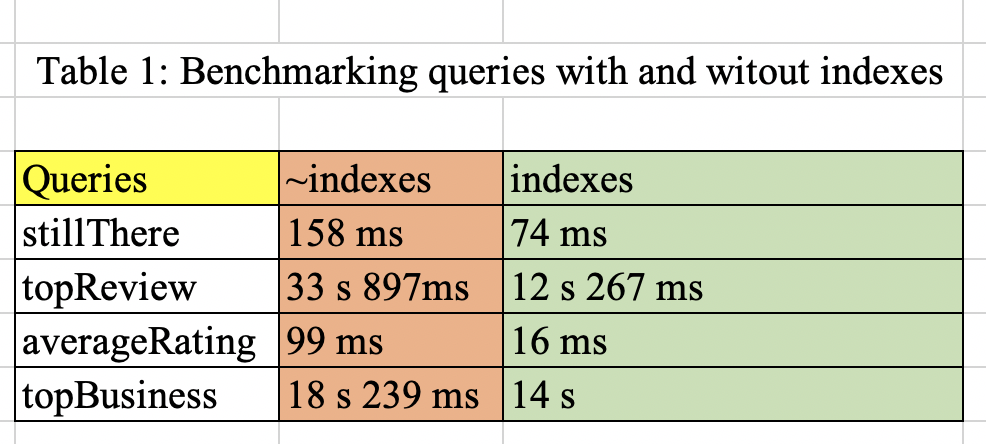 Table 1: Benchmarking queries with and witout indexes
Queries ~indexes indexes
stillThere 158 ms 74 ms
topReview 33 s 897ms 12 s 267 ms
averageRating 99 ms 16 ms
topBusiness 18 s 239 ms 14 s